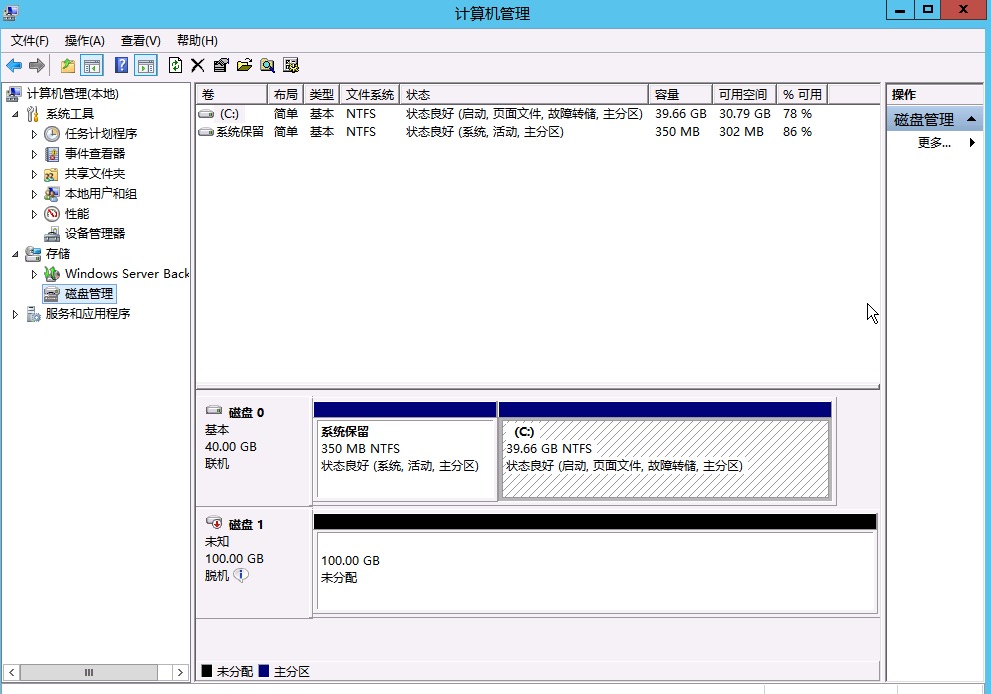 计算机管理
文件(F) 操作(A) 查看(V) 帮助(H)
计算机管理(本地)
系统工具
任务计划程序
事件查看器
共享文件夹
本地用户和组
性能
设备管理器
存储
Windows Server Back
磁盘管理
服务和应用程序
卷 布局 类型 文件系统 状态 容量 可用空间 % 可用
(C:) 简单 基本 NTFS 状态良好 (启动, 页面文件, 故障转储, 主分区) 39.66 GB 30.79 GB 78 %
系统保留 简单 基本 NTFS 状态良好 (系统, 活动, 主分区) 350 MB 302 MB 86 %
磁盘 0
基本
40.00 GB
联机
系统保留
350 MB NTFS
状态良好 (系统, 活动, 主分区)
(C:)
39.66 GB NTFS
状态良好 (启动, 页面文件, 故障转储, 主分区)
磁盘 1
未知
100.00 GB
脱机
100.00 GB
未分配
未分配 主分区
操作
磁盘管理
更多...